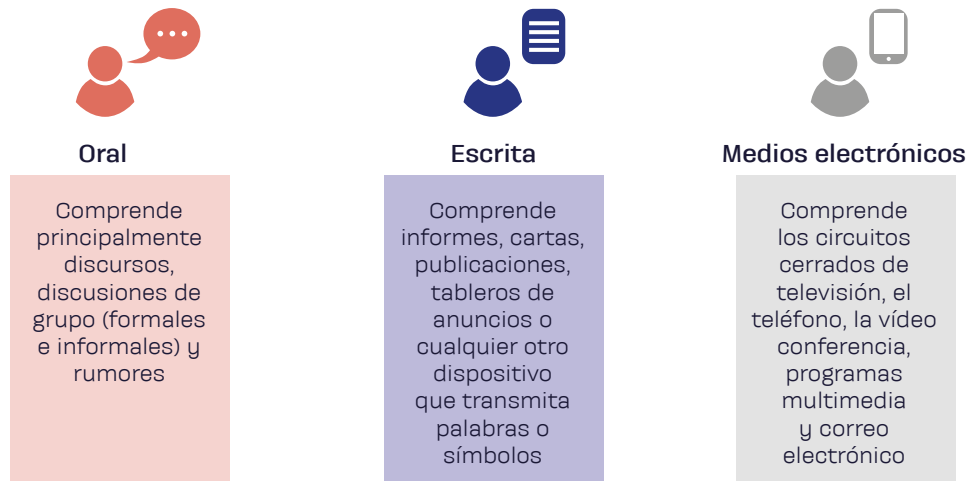 Oral
Comprende
principalmente
discursos,
discusiones de
grupo (formales
e informales) y
rumores
Escrita
Comprende
informes, cartas,
publicaciones,
tableros de
anuncios o
cualquier otro
dispositivo
que transmita
palabras o
símbolos
Medios electrónicos
Comprende
los circuitos
cerrados de
televisión, el
teléfono, la vídeo
conferencia,
programas
multimedia
y correo
electrónico